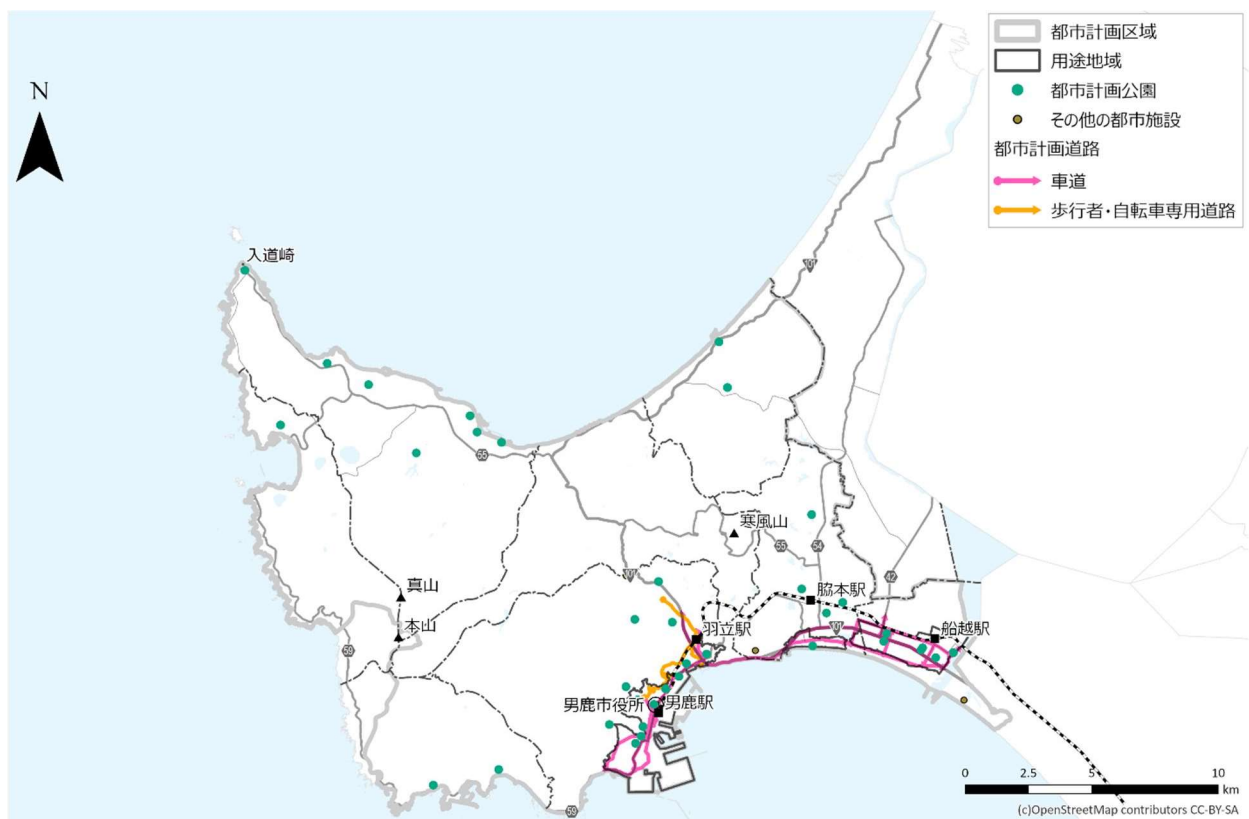 都市計画区域
用途地域
都市計画公園
その他の都市施設
都市計画道路
車道
歩行者・自転車専用道路
N
入道崎
101
55
寒風山
55
54
101
42
真山
脇本駅
本山
羽立駅
101
船越駅
59
男鹿市役所
男鹿駅
59
0 2.5 5 10
km
(c)OpenStreetMap contributors CC-BY-SA